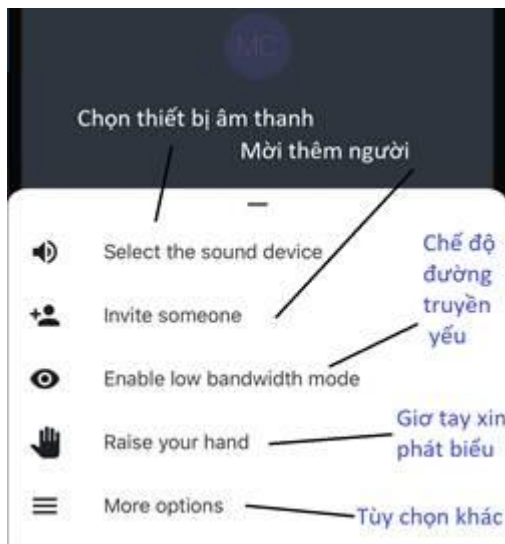 MC
Chọn thiết bị âm thanh
Mời thêm người
Select the sound device
Chế độ
đường
truyền
yếu
Invite someone
Enable low bandwidth mode
Raise your hand
Giơ tay xin
phát biểu
More options
Tùy chọn khác